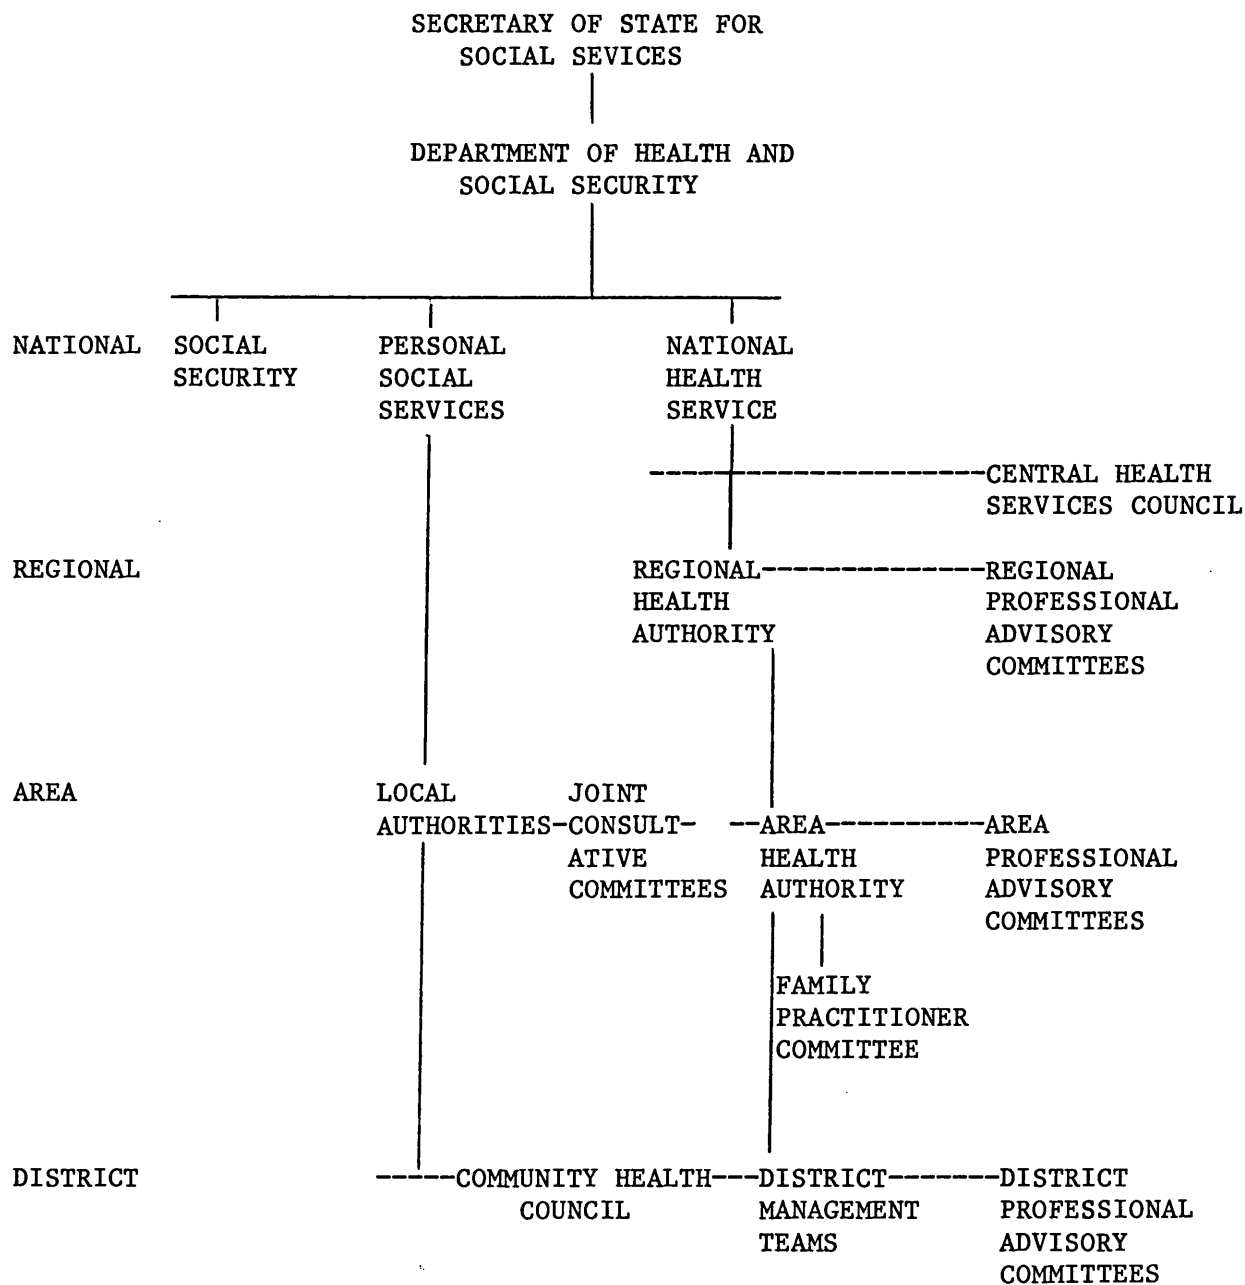 SECRETARY OF STATE FOR
SOCIAL SEVICES
DEPARTMENT OF HEALTH AND
SOCIAL SECURITY
NATIONAL SOCIAL PERSONAL NATIONAL
SECURITY SOCIAL HEALTH
SERVICES SERVICE
CENTRAL HEALTH
SERVICES COUNCIL
REGIONAL REGIONAL REGIONAL
HEALTH PROFESSIONAL
AUTHORITY ADVISORY
COMMITTEES
AREA LOCAL JOINT
AUTHORITIES-CONSULT- --AREA-----------AREA
ATIVE HEALTH PROFESSIONAL
COMMITTEES AUTHORITY ADVISORY
COMMITTEES
FAMILY
PRACTITIONER
COMMITTEE
DISTRICT -----COMMUNITY HEALTH---DISTRICT-------DISTRICT
COUNCIL MANAGEMENT PROFESSIONAL
TEAMS ADVISORY
COMMITTEES